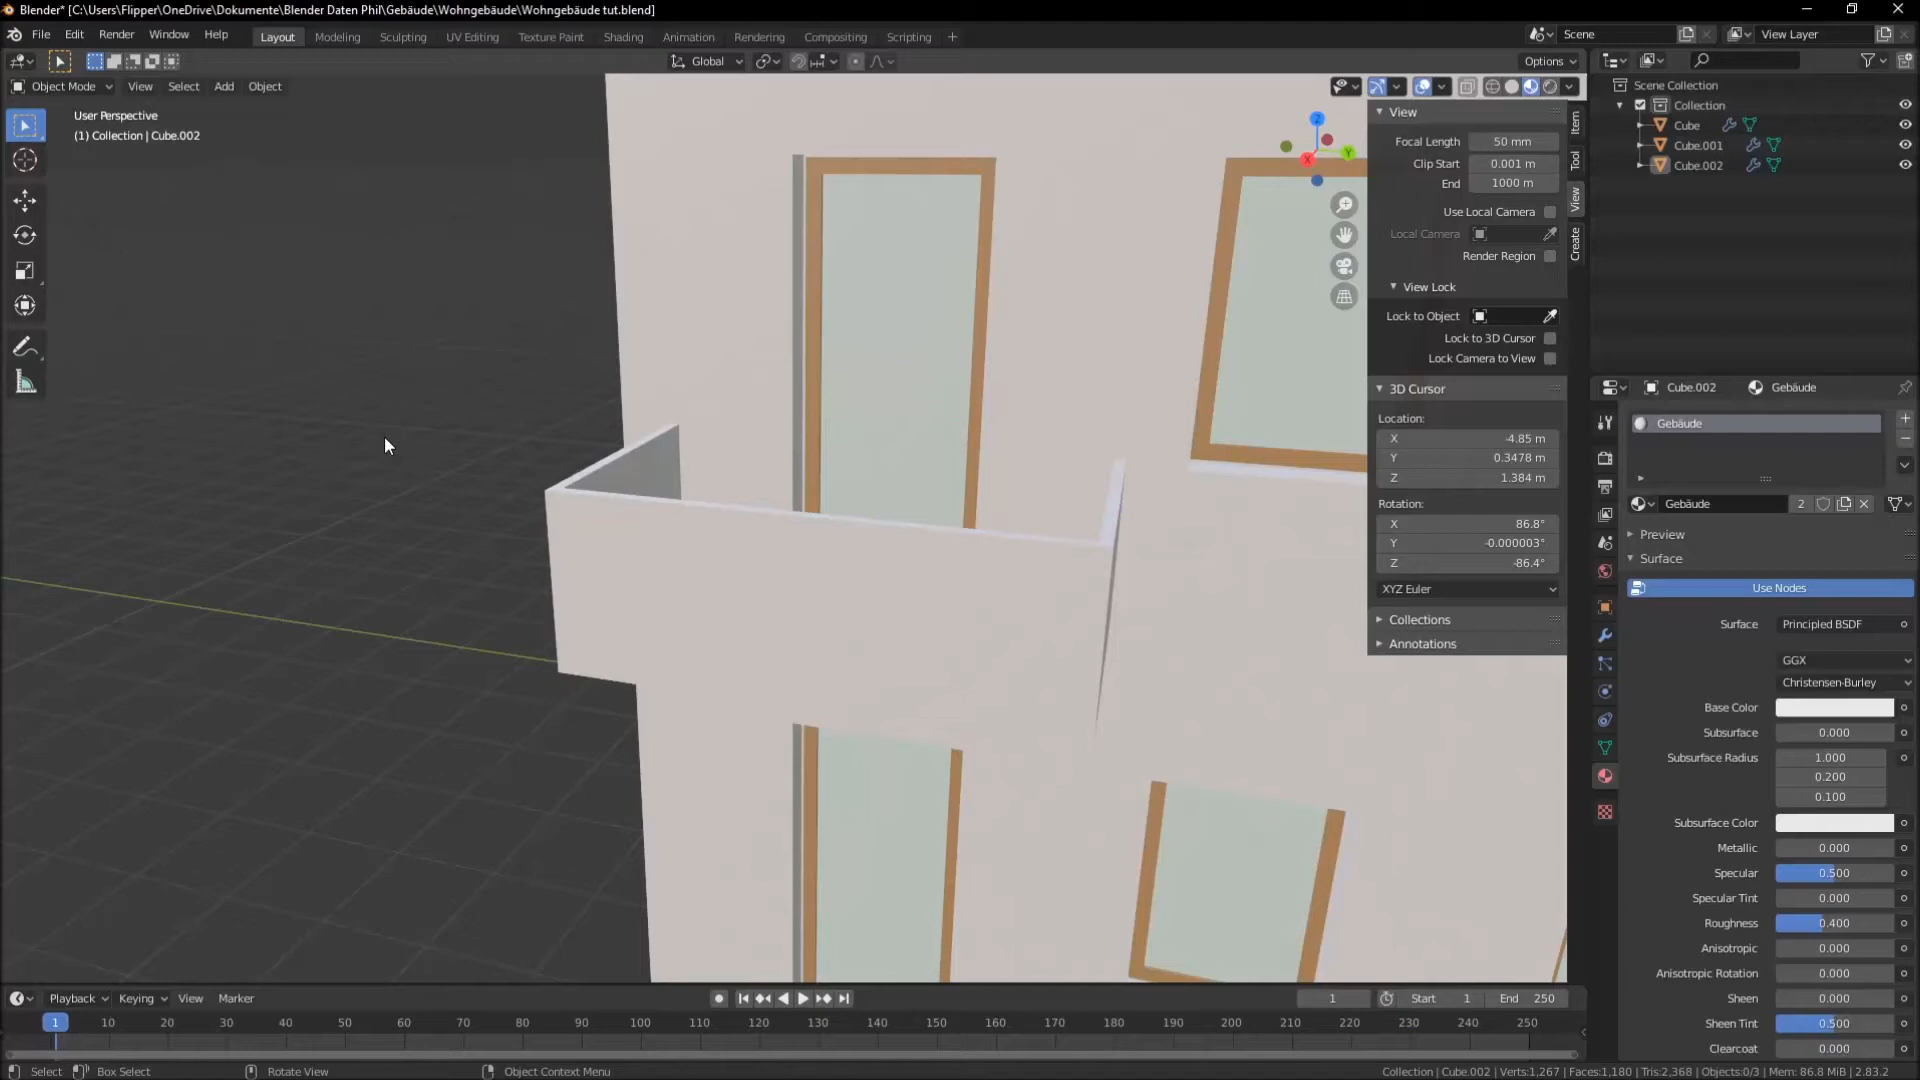 Blender* [C:\Users\Flipper\OneDrive\Dokumente\Blender Daten Phil\Gebäude\Wohngebäude\Wohngebäude tut.blend]
File Edit Render Window Help Layout Modeling Sculpting UV Editing Texture Paint Shading Animation Rendering Compositing Scripting + Scene View Layer
Global Options
Object Mode View Select Add Object
User Perspective
(1) Collection | Cube.002
Z
Y
X
View
Focal Length 50 mm
Clip Start 0.001 m
End 1000 m
Use Local Camera
Local Camera
Render Region
View Lock
Lock to Object
Lock to 3D Cursor
Lock Camera to View
3D Cursor
Location:
X -4.85 m
Y 0.3478 m
Z 1.384 m
Rotation:
X 86.8°
Y -0.000003°
Z -86.4°
XYZ Euler
Collections
Annotations
Item
Tool
View
Create
Scene Collection
Collection
Cube
Cube.001
Cube.002
Cube.002 Gebäude
Gebäude
Gebäude 2
Preview
Surface
Use Nodes
Surface Principled BSDF
GGX
Christensen-Burley
Base Color
Subsurface 0.000
Subsurface Radius 1.000
0.200
0.100
Subsurface Color
Metallic 0.000
Specular 0.500
Specular Tint 0.000
Roughness 0.400
Anisotropic 0.000
Anisotropic Rotation 0.000
Sheen 0.000
Sheen Tint 0.500
Clearcoat 0.000
Playback Keying View Marker 1 Start 1 End 250
1 10 20 30 40 50 60 70 80 90 100 110 120 130 140 150 160 170 180 190 200 210 220 230 240 250
Select Box Select Rotate View Object Context Menu Collection | Cube.002 | Verts:1,267 | Faces:1,180 | Tris:2,368 | Objects:0/3 | Mem: 86.8 MiB | 2.83.2